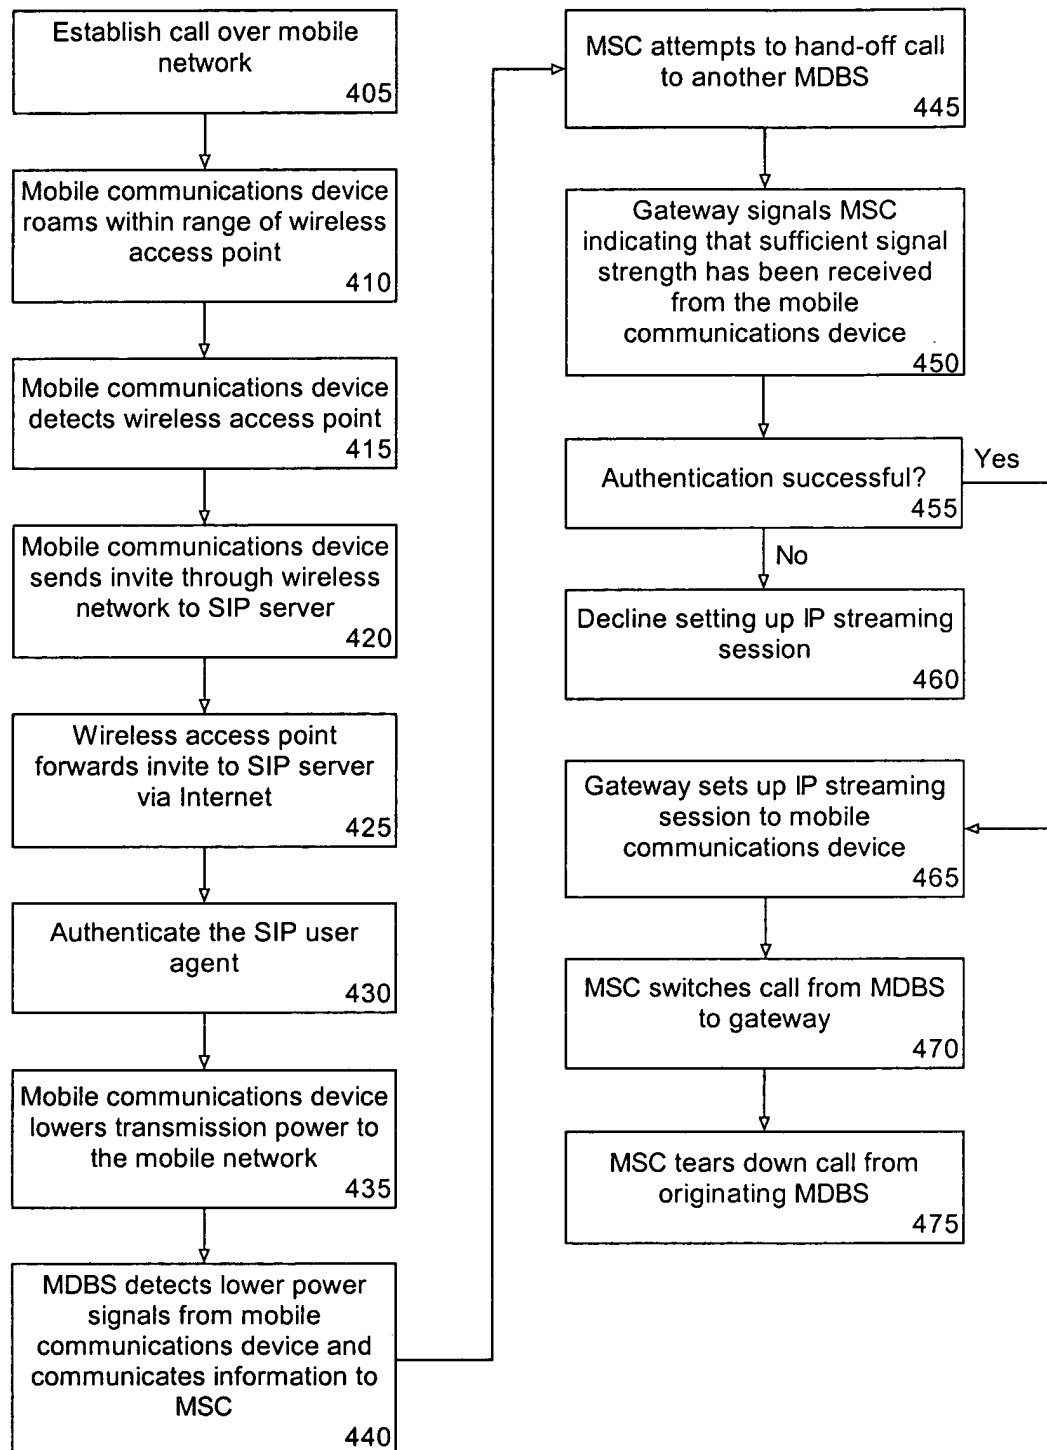 Establish call over mobile
network
405
Mobile communications device
roams within range of wireless
access point
410
Mobile communications device
detects wireless access point
415
Mobile communications device
sends invite through wireless
network to SIP server
420
Wireless access point
forwards invite to SIP server
via Internet
425
Authenticate the SIP user
agent
430
Mobile communications device
lowers transmission power to
the mobile network
435
MDBS detects lower power
signals from mobile
communications device and
communicates information to
MSC
440
MSC attempts to hand-off call
to another MDBS
445
Gateway signals MSC
indicating that sufficient signal
strength has been received
from the mobile
communications device
450
Authentication successful?
455
Yes
No
Decline setting up IP streaming
session
460
Gateway sets up IP streaming
session to mobile
communications device
465
MSC switches call from MDBS
to gateway
470
MSC tears down call from
originating MDBS
475